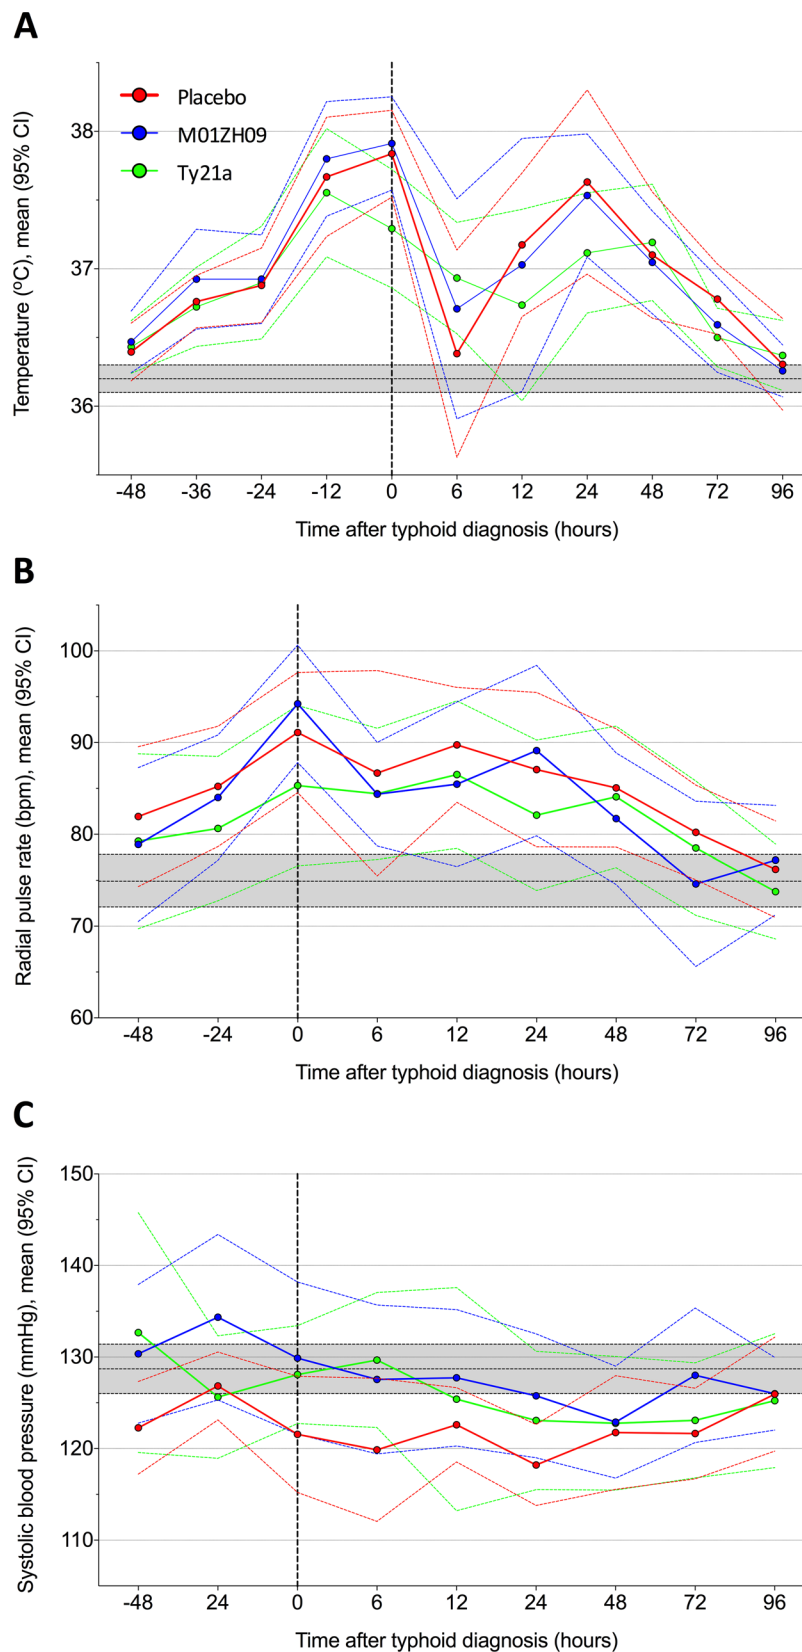 A
Temperature (ºC), mean (95% CI)
Placebo
M01ZH09
Ty21a
38
37
36
-48 -36 -24 -12 0 6 12 24 48 72 96
Time after typhoid diagnosis (hours)
B
Radial pulse rate (bpm), mean (95% CI)
100
90
80
70
60
-48 -24 0 6 12 24 48 72 96
Time after typhoid diagnosis (hours)
C
Systolic blood pressure (mmHg), mean (95% CI)
150
140
130
120
110
-48 24 0 6 12 24 48 72 96
Time after typhoid diagnosis (hours)